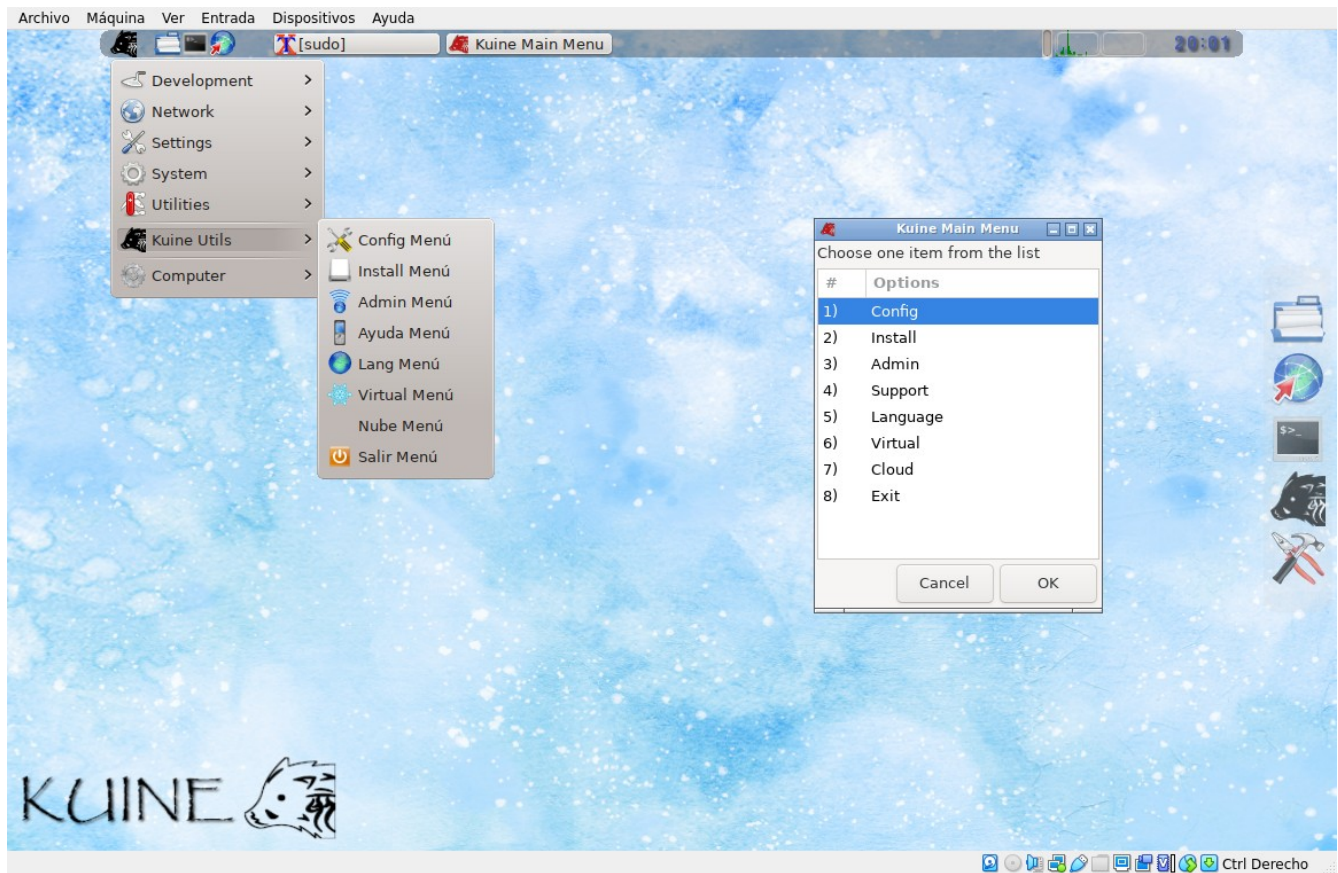 Archivo Máquina Ver Entrada Dispositivos Ayuda
[sudo] Kuine Main Menu 20:01
Development
Network
Settings
System
Utilities
Kuine Utils
Computer
Config Menú
Install Menú
Admin Menú
Ayuda Menú
Lang Menú
Virtual Menú
Nube Menú
Salir Menú
Kuine Main Menu
Choose one item from the list
# Options
1) Config
2) Install
3) Admin
4) Support
5) Language
6) Virtual
7) Cloud
8) Exit
Cancel OK
$>_
KUINE
Ctrl Derecho